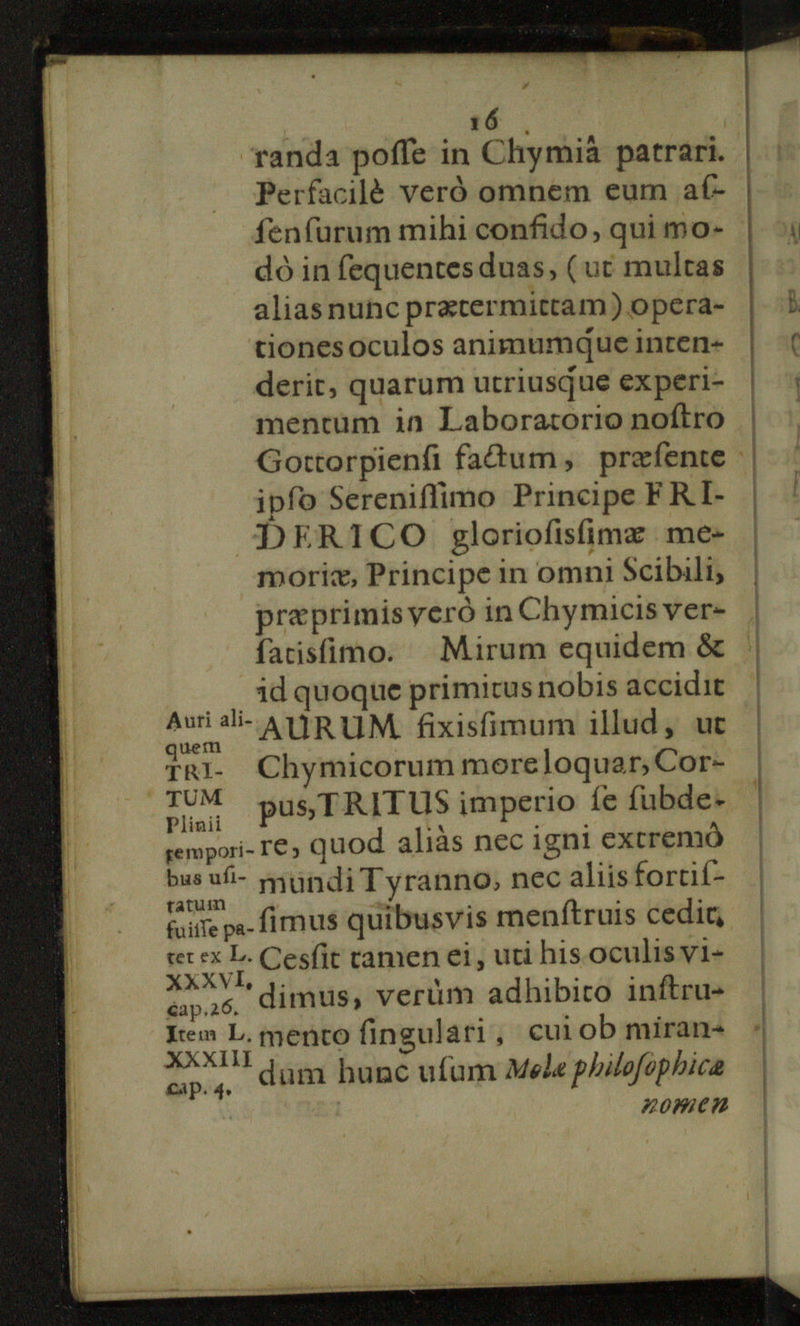 16
randa posſe in Chymiâ patrari.
Perfacilè verò omnem eum aſ-
ſenſurum mihi confido, qui mo-
dò in ſequentes duas, (ut multas
alias nunc prætermittam) opera-
tiones oculos animumq́ue inten-
derit, quarum utriusq́ue experi-
mentum in Laboratorio noſtro
Gottorpienſi factum, præſente
ipſo Sereniſſimo Principe FRI-
DERICO glorioſisſimæ me-
moriæ, Principe in omni Scibili,
præprimis verò in Chymicis ver-
ſatisſimo. Mirum equidem &
id quoque primitus nobis accidit
AURUM fixisſimum illud, ut
Chymicorum more loquar, Cor-
pus, TRITUS imperio ſe ſubde-
re, quod aliàs nec igni extremò
mundi Tyranno, nec aliis fortiſ-
ſimus quibusvis menſtruis cedit,
Cesſit tamen ei, uti his oculis vi-
dimus, verùm adhibito inſtru-
mento ſingulari, cui ob miran-
dum hunc uſum Molæ philoſophicæ
nomen
Auri ali-
quem
TRI-
TUM
Plinii
tempori-
bus uſi-
tatum
fuiſſe pa-
tet ex L.
XXXVI,
cap. 26.
Item L.
XXXIII
cap. 4.